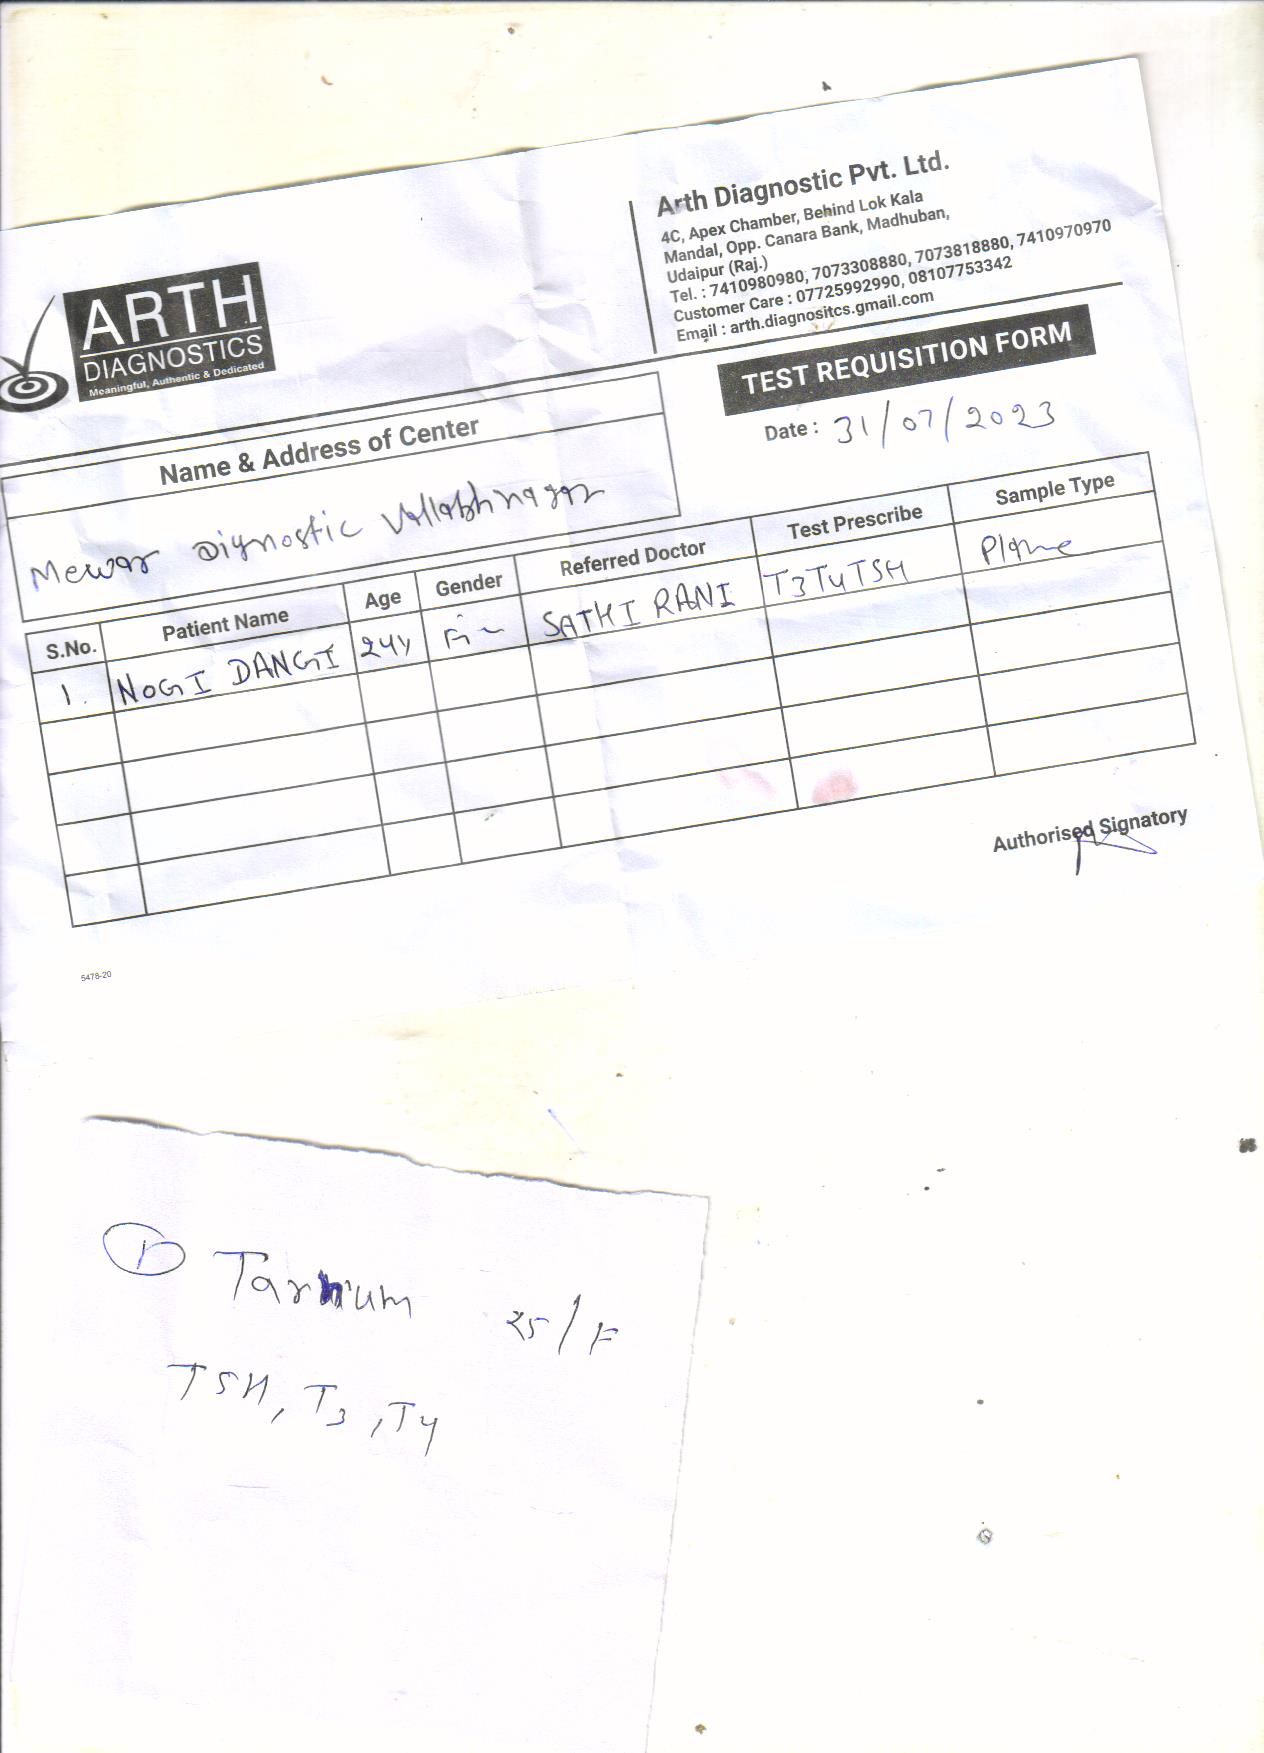 ARTH
DIAGNOSTICS
Meaningful, Authentic & Dedicated
Arth Diagnostic Pvt. Ltd.
4C, Apex Chamber, Behind Lok Kala
Mandal, Opp. Canara Bank, Madhuban,
Udaipur (Raj.)
Tel. : 7410980980, 7073308880, 7073818880, 7410970970
Customer Care : 07725992990, 08107753342
Email : arth.diagnositcs.gmail.com
TEST REQUISITION FORM
Date : 31/07/2023
Name & Address of Center
Mewar Diynostic Vallabhnagar
S.No. Patient Name Age Gender Referred Doctor Test Prescribe Sample Type
1. NOGI DANGI 24y SATHI RANI T3T4TSH Plane
Authorised Signatory
5478-20
1 Tarnum 25/F
TSH, T3, T4